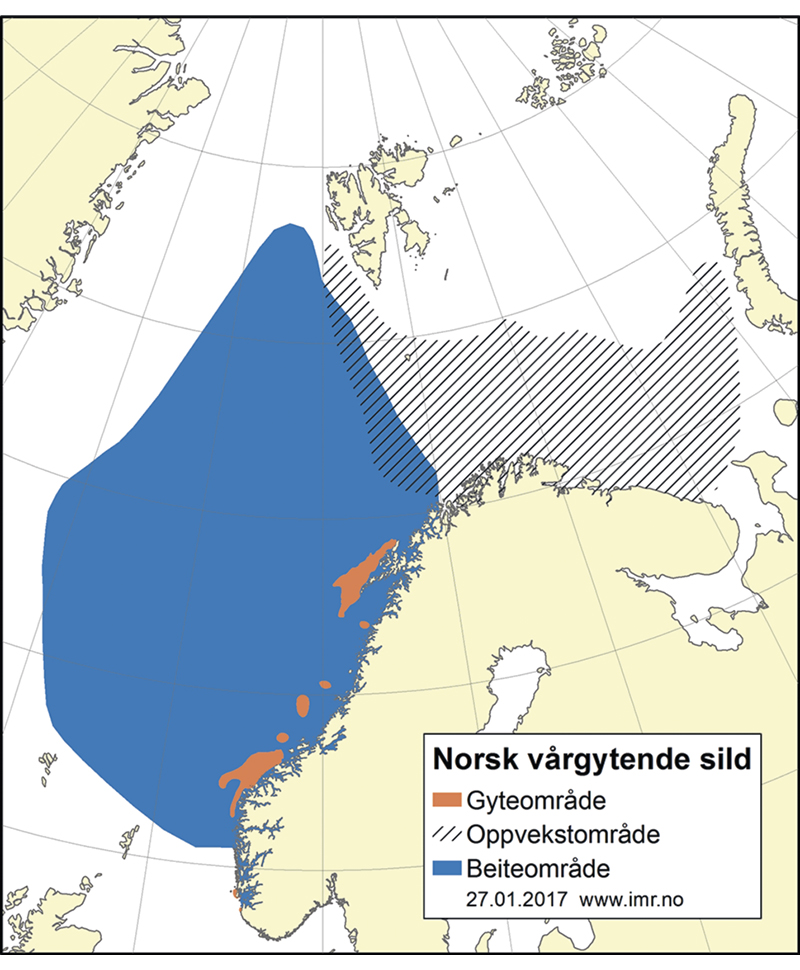 Norsk vårgytende sild
Gyteområde
Oppvekstområde
Beiteområde
27.01.2017 www.imr.no